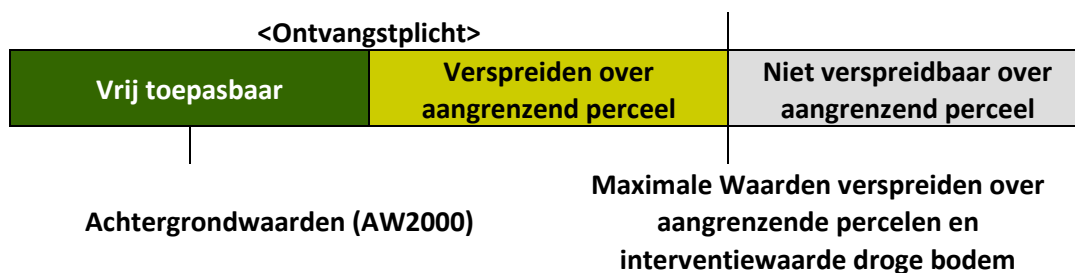 <Ontvangstplicht>
Vrij toepasbaar
Verspreiden over
aangrenzend perceel
Niet verspreidbaar over
aangrenzend perceel
Achtergrondwaarden (AW2000)
Maximale Waarden verspreiden over
aangrenzende percelen en
interventiewaarde droge bodem